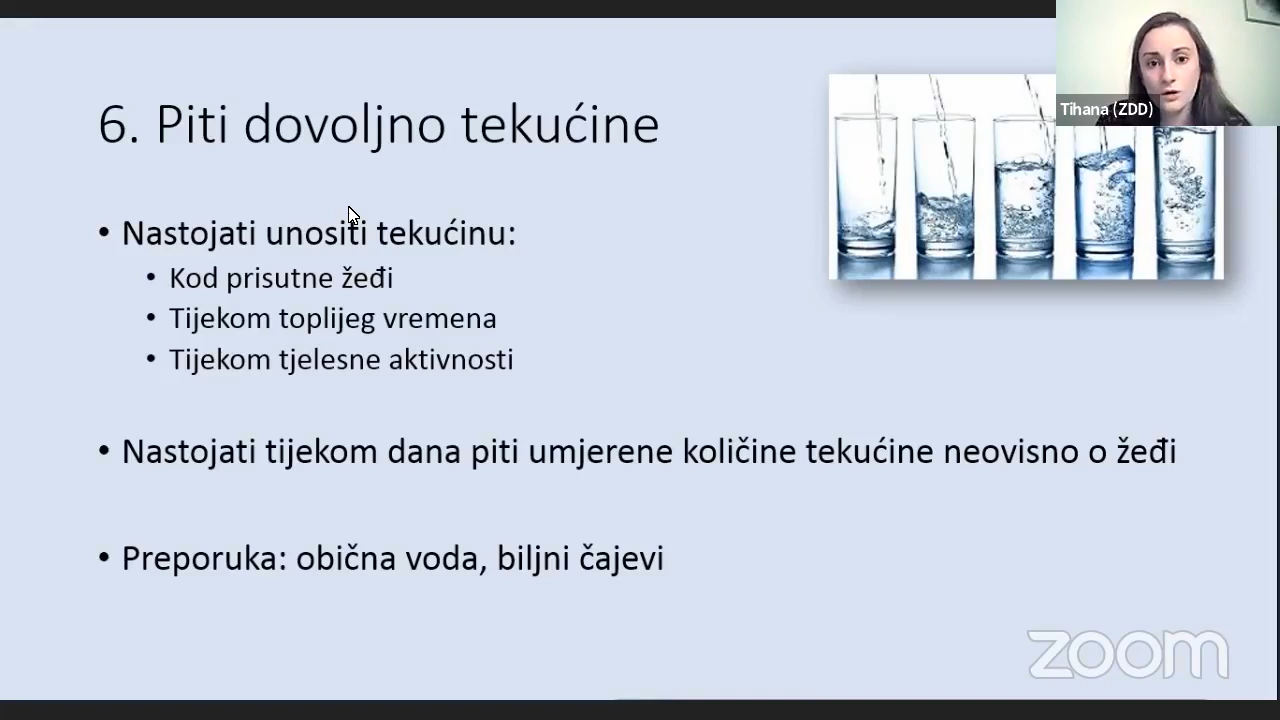 6. Piti dovoljno tekućine
• Nastojati unositi tekućinu:
• Kod prisutne žeđi
• Tijekom toplijeg vremena
• Tijekom tjelesne aktivnosti
• Nastojati tijekom dana piti umjerene količine tekućine neovisno o žeđi
• Preporuka: obična voda, biljni čajevi
Tihana (ZDD)
zoom